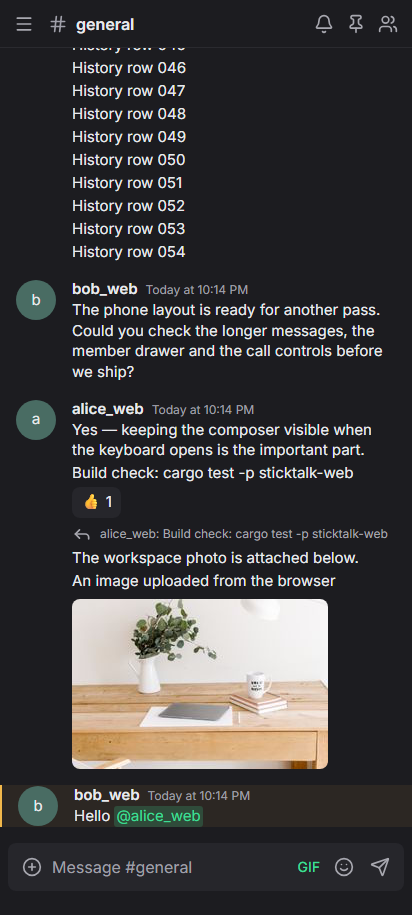 # general
History row 046
History row 047
History row 048
History row 049
History row 050
History row 051
History row 052
History row 053
History row 054
b
bob_web Today at 10:14 PM
The phone layout is ready for another pass.
Could you check the longer messages, the
member drawer and the call controls before
we ship?
a
alice_web Today at 10:14 PM
Yes — keeping the composer visible when
the keyboard opens is the important part.
Build check: cargo test -p sticktalk-web
👍 1
alice_web: Build check: cargo test -p sticktalk-web
The workspace photo is attached below.
An image uploaded from the browser
b
bob_web Today at 10:14 PM
Hello @alice_web
Message #general GIF